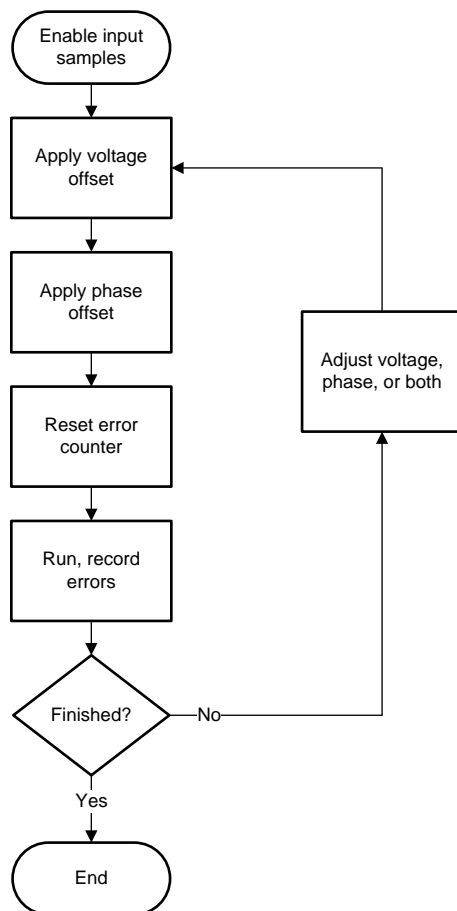 Enable input
samples
Apply voltage
offset
Apply phase
offset
Adjust voltage,
phase, or both
Reset error
counter
Run, record
errors
Finished?
No
Yes
End